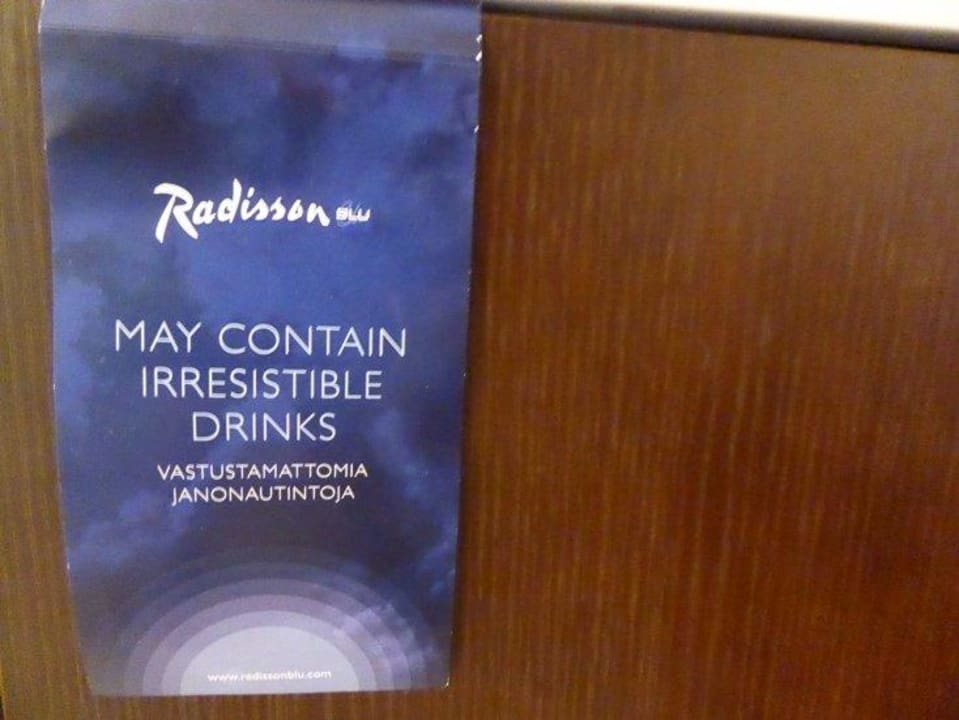 Radisson BLU
MAY CONTAIN
IRRESISTIBLE
DRINKS
VASTUSTAMATTOMIA
JANONAUTINTOJA
www.radissonblu.com